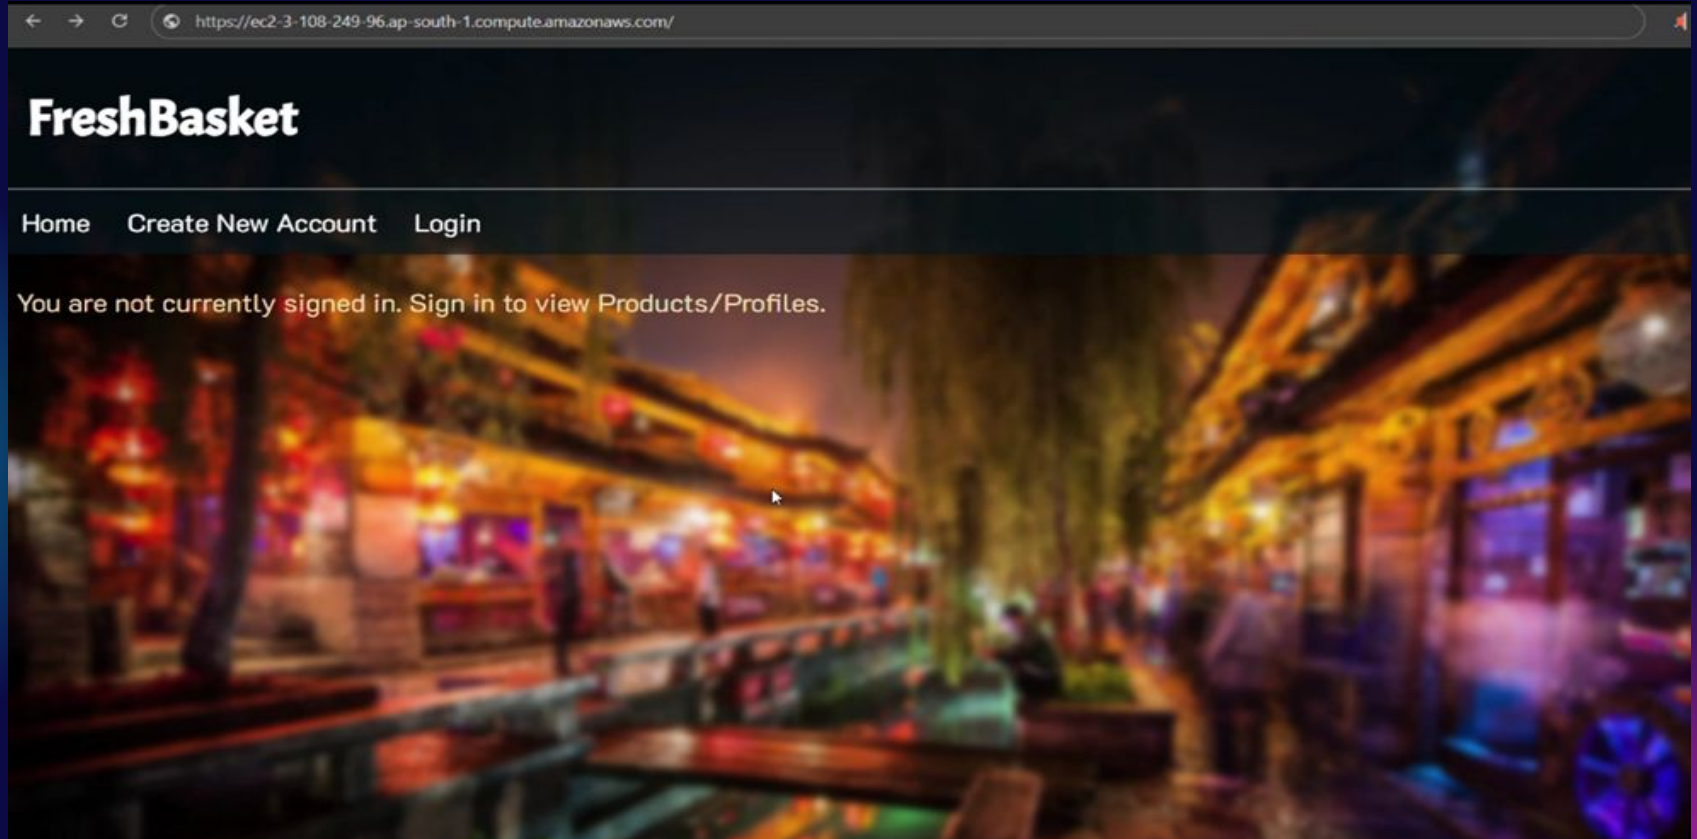 https://ec2-3-108-249-96.ap-south-1.compute.amazonaws.com/
FreshBasket
Home Create New Account Login
You are not currently signed in. Sign in to view Products/Profiles.